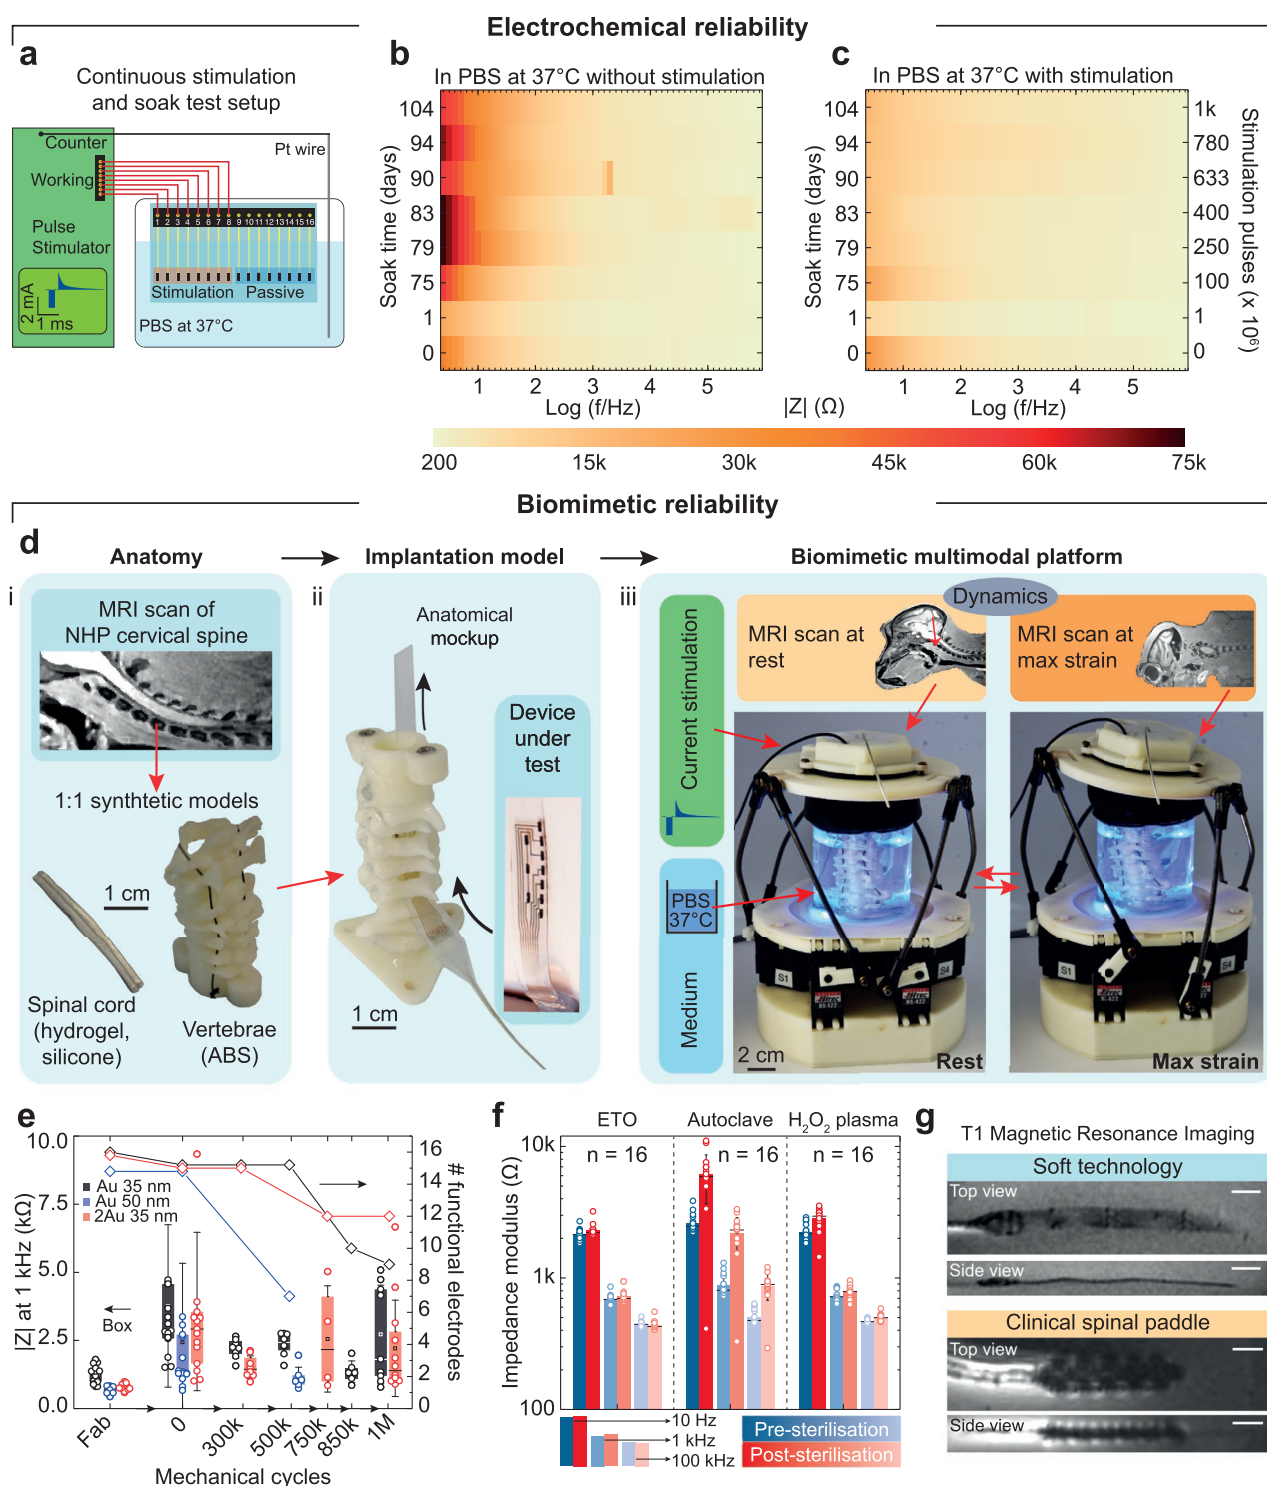 Electrochemical reliability
a
Continuous stimulation
and soak test setup
Counter
Working
Pulse
Stimulator
2 mA
1 ms
Pt wire
1 2 3 4 5 6 7 8 9 10 11 12 13 14 15 16
Stimulation
Passive
PBS at 37°C
b
In PBS at 37°C without stimulation
Soak time (days)
104
94
90
83
79
75
1
0
1 2 3 4 5
Log (f/Hz)
c
In PBS at 37°C with stimulation
Soak time (days)
104
94
90
83
79
75
1
0
1k
780
633
400
250
100
1
0
Stimulation pulses (x 10⁶)
1 2 3 4 5
Log (f/Hz)
|Z| (Ω)
200 15k 30k 45k 60k 75k
Biomimetic reliability
d
Anatomy
Implantation model
Biomimetic multimodal platform
i
MRI scan of
NHP cervical spine
1:1 synthtetic models
1 cm
Spinal cord
(hydrogel,
silicone)
Vertebrae
(ABS)
ii
Anatomical
mockup
Device
under
test
1 cm
iii
Current stimulation
PBS
37°C
Medium
Dynamics
MRI scan at
rest
MRI scan at
max strain
S1
S4
HS-422
HS-422
2 cm
Rest
S1
S4
HS-422
Max strain
e
10.0
7.5
5.0
2.5
0.0
|Z| at 1 kHz (kΩ)
Au 35 nm
Au 50 nm
2Au 35 nm
Box
16
14
12
10
8
6
4
2
0
# functional electrodes
Fab 0 300k 500k 750k 850k 1M
Mechanical cycles
f
ETO
Autoclave
H₂O₂ plasma
n = 16
n = 16
n = 16
10k
1k
100
Impedance modulus (Ω)
10 Hz
1 kHz
100 kHz
Pre-sterilisation
Post-sterilisation
g
T1 Magnetic Resonance Imaging
Soft technology
Top view
Side view
Clinical spinal paddle
Top view
Side view